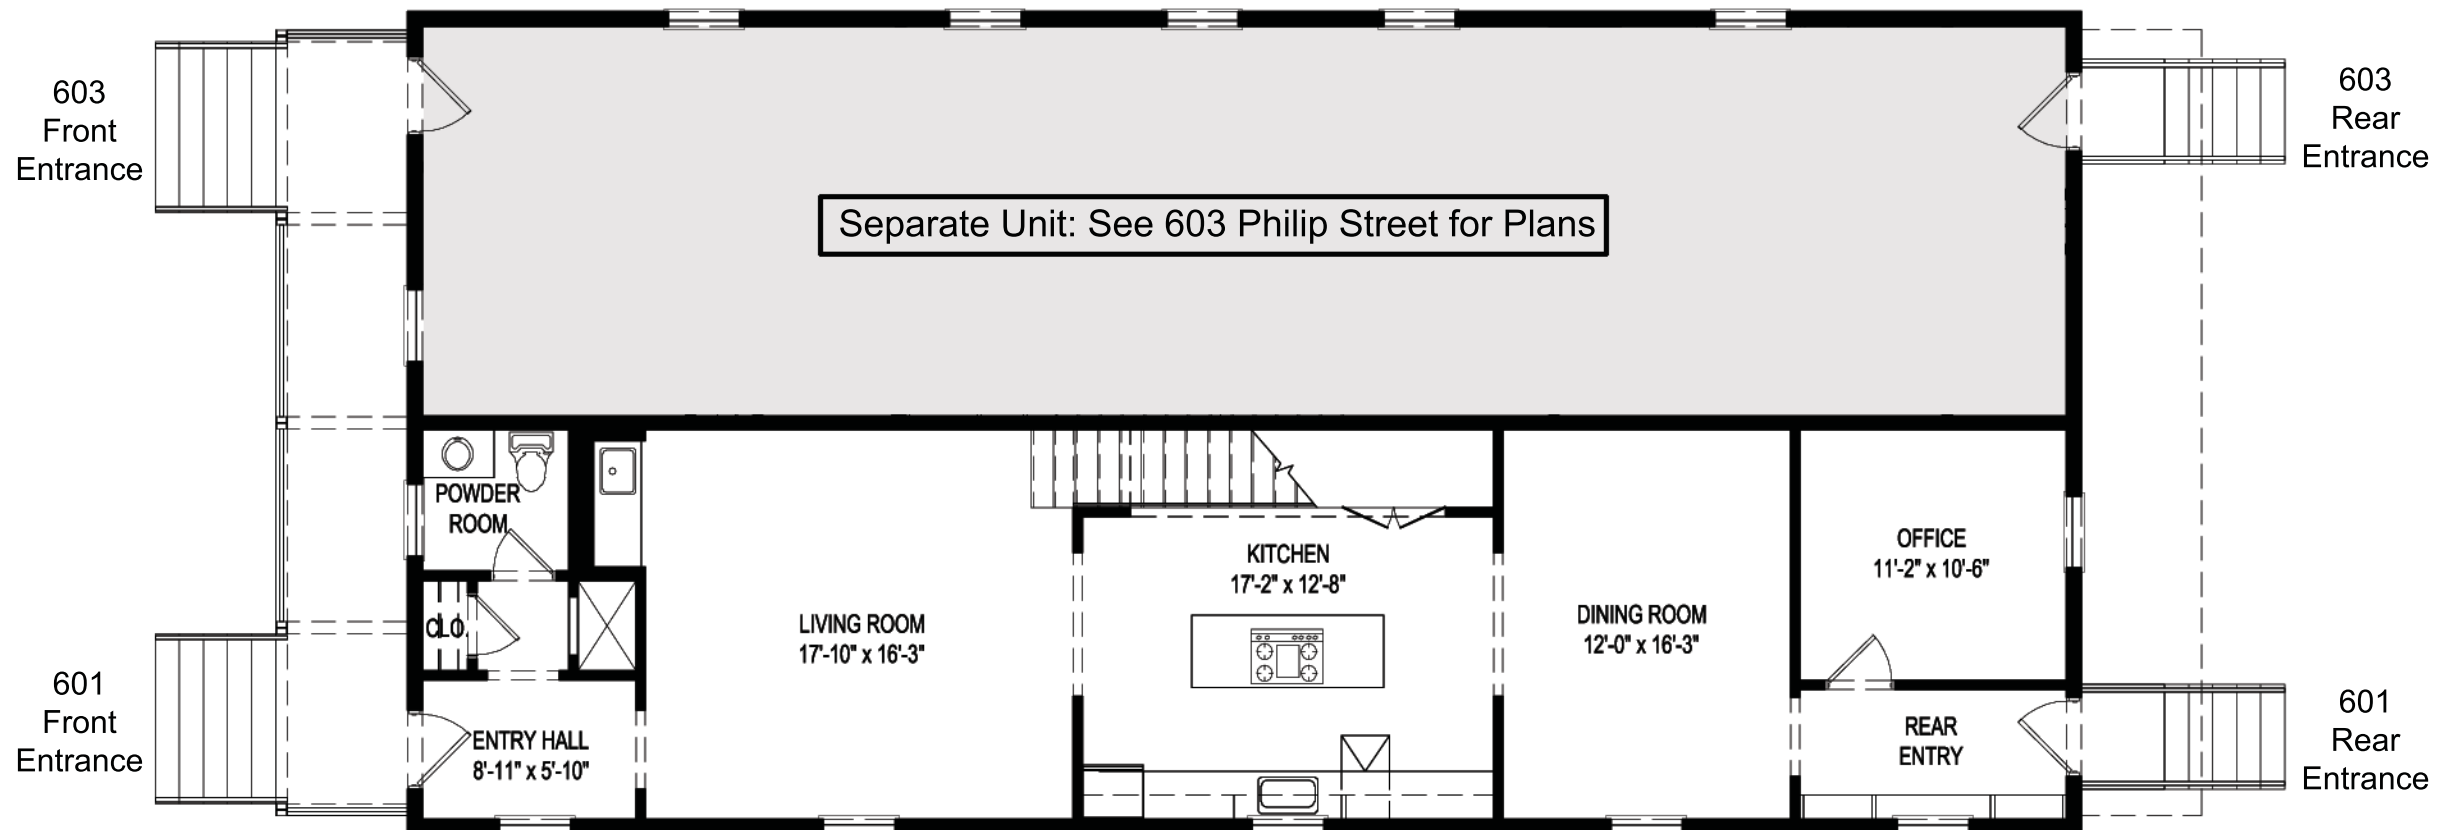 603
Front
Entrance
603
Rear
Entrance
Separate Unit: See 603 Philip Street for Plans
POWDER
ROOM
CLO.
KITCHEN
17'-2" x 12'-8"
OFFICE
11'-2" x 10'-6"
LIVING ROOM
17'-10" x 16'-3"
DINING ROOM
12'-0" x 16'-3"
601
Front
Entrance
ENTRY HALL
8'-11" x 5'-10"
REAR
ENTRY
601
Rear
Entrance